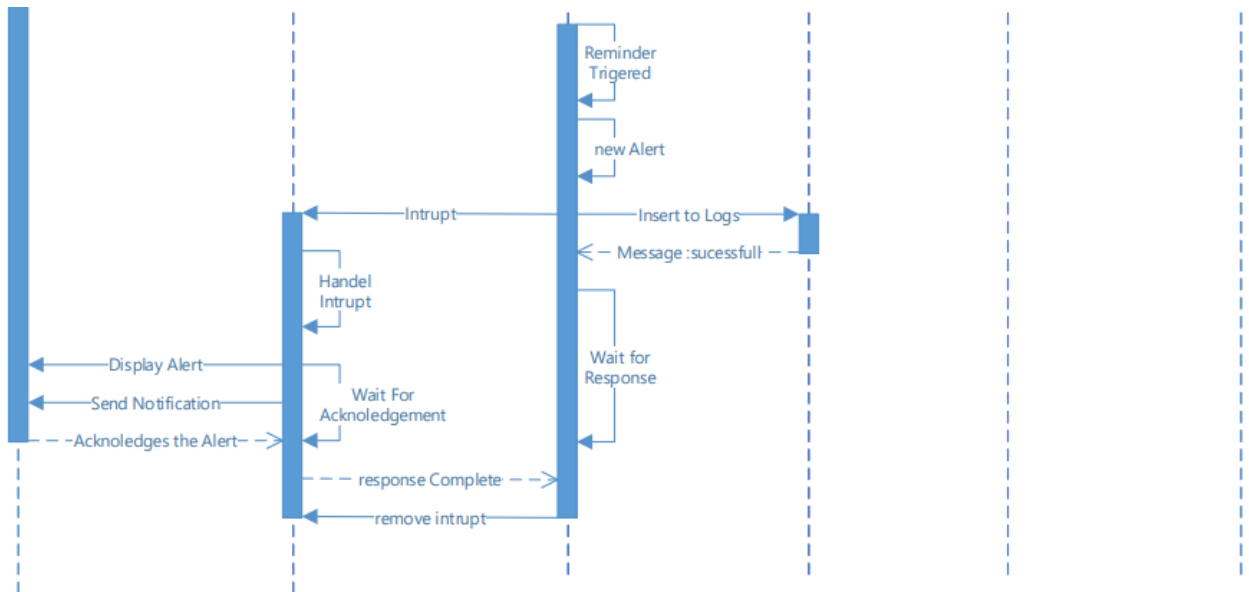 Reminder
Trigered
new Alert
Intrupt
Insert to Logs
Message :sucessfull
Handel
Intrupt
Display Alert
Wait for
Response
Wait For
Acknoledgement
Send Notification
Acknoledges the Alert
response Complete
remove intrupt